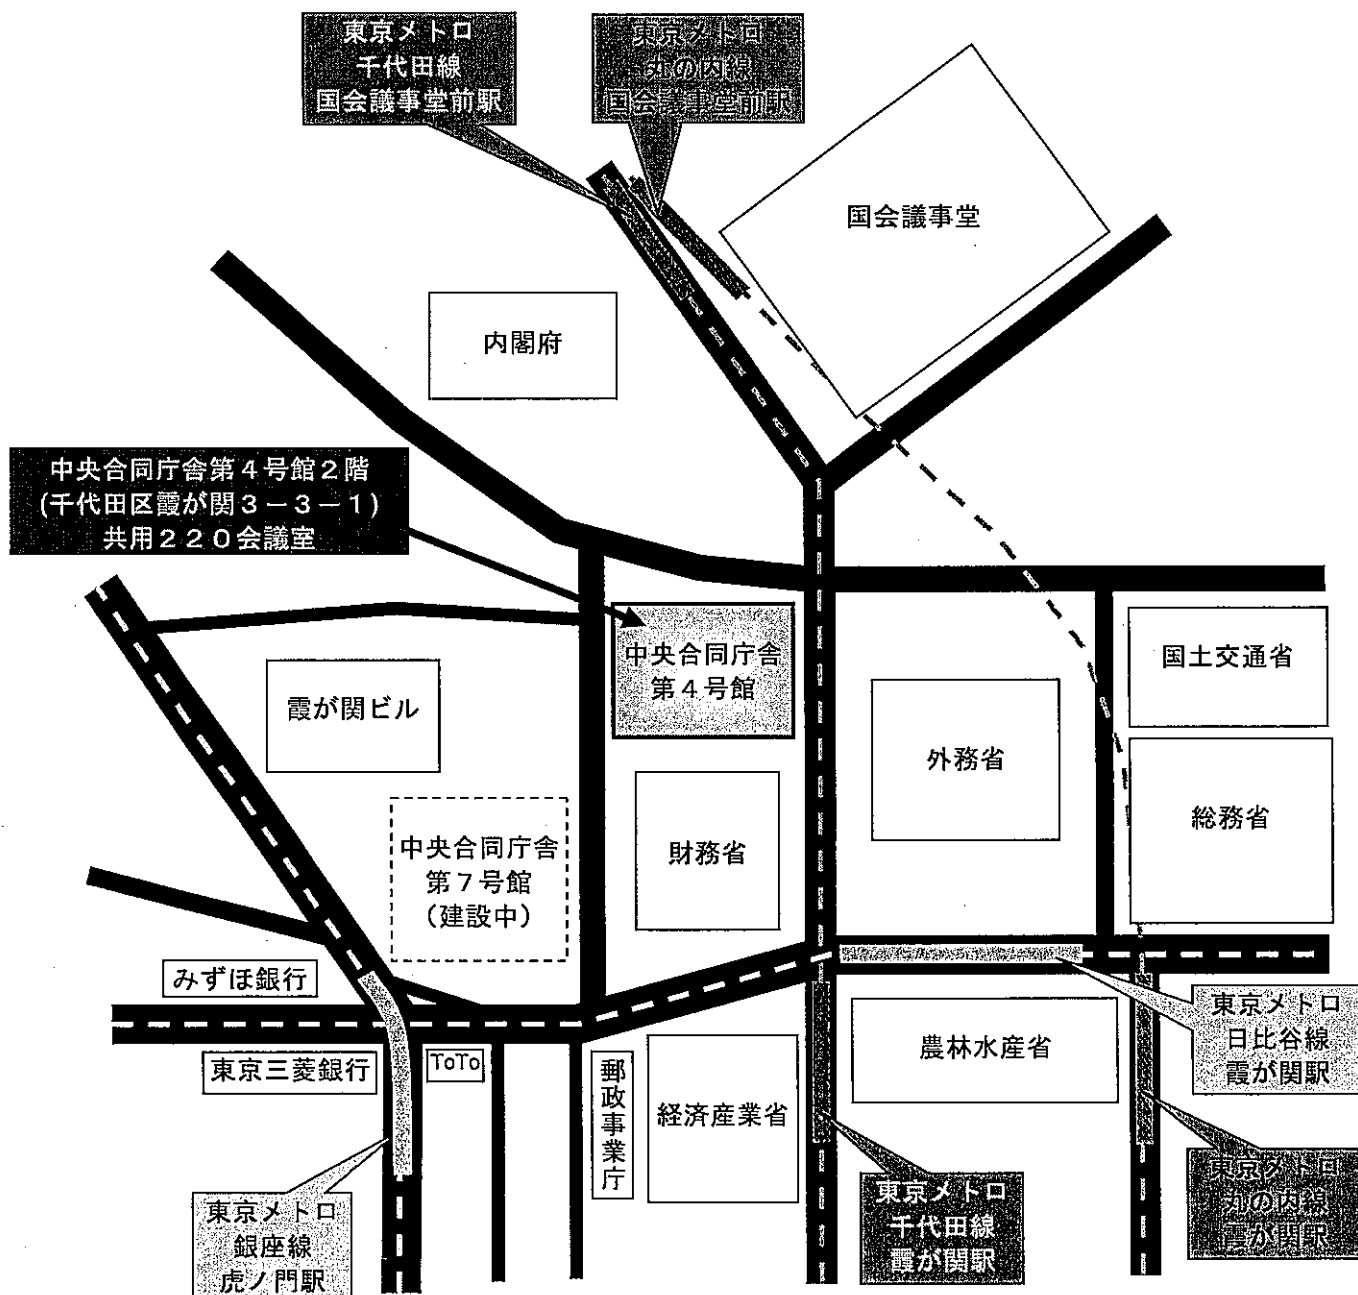 東京メトロ
千代田線
国会議事堂前駅
東京メトロ
丸の内線
国会議事堂前駅
国会議事堂
内閣府
中央合同庁舎第４号館２階
(千代田区霞が関３－３－１)
共用２２０会議室
中央合同庁舎
第４号館
国土交通省
霞が関ビル
外務省
総務省
中央合同庁舎
第７号館
（建設中）
財務省
みずほ銀行
東京三菱銀行
ToTo
郵政事業庁
経済産業省
農林水産省
東京メトロ
日比谷線
霞が関駅
東京メトロ
銀座線
虎ノ門駅
東京メトロ
千代田線
霞が関駅
東京メトロ
丸の内線
霞が関駅